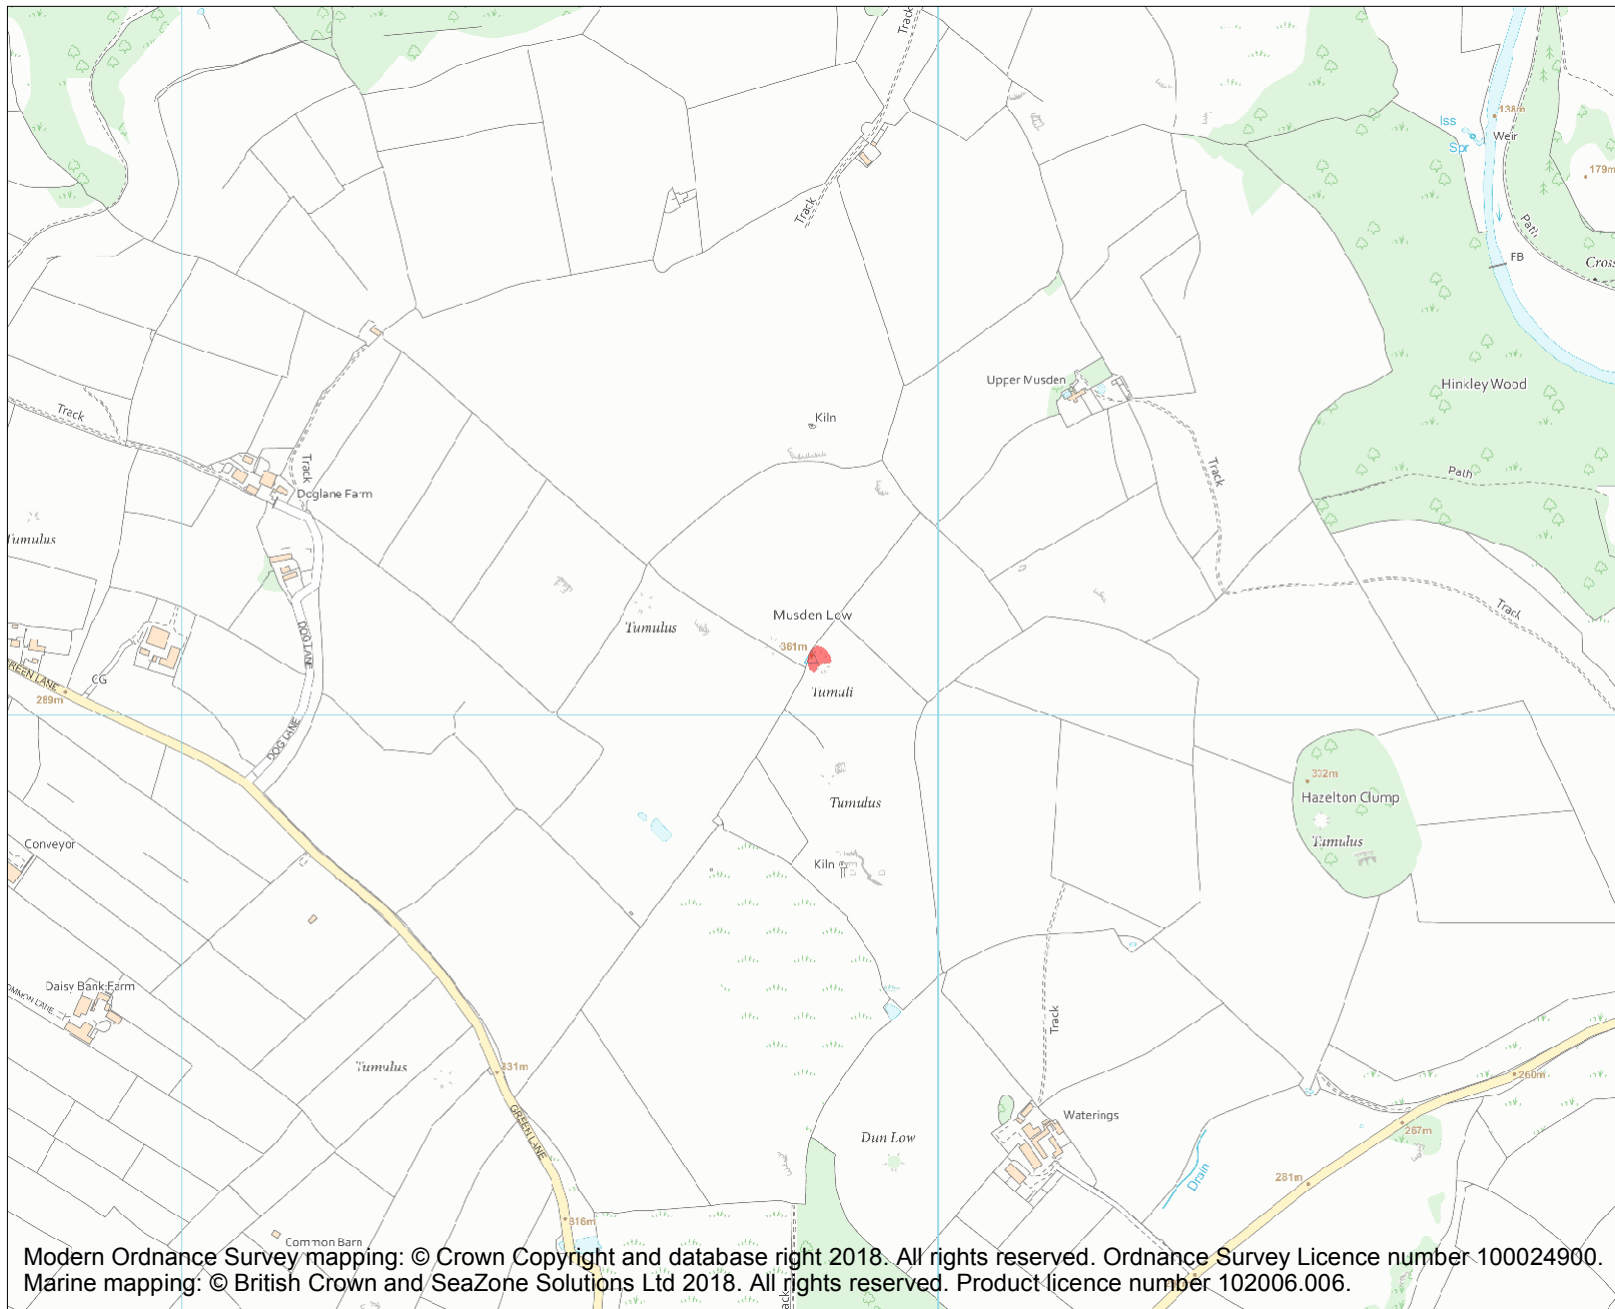 Track
Iss
Spr
138m
Weir
179m
Track
Path
FB
Cross
Upper Musden
Hinkley Wood
Track
Kiln
Track
Doglane Farm
Track
Path
Tumulus
Musden Low
Tumulus
Track
DOG LANE
361m
GREEN LANE
CG
289m
Tumuli
DOG LANE
332m
Hazelton Clump
Tumulus
Tumulus
Conveyor
Kiln
Daisy Bank Farm
COMMON LANE
Track
Tumulus
331m
260m
GREEN LANE
Waterings
267m
Dun Low
Drain
281m
316m
Common Barn
Modern Ordnance Survey mapping: © Crown Copyright and database right 2018. All rights reserved. Ordnance Survey Licence number 100024900.
Marine mapping: © British Crown and SeaZone Solutions Ltd 2018. All rights reserved. Product licence number 102006.006.